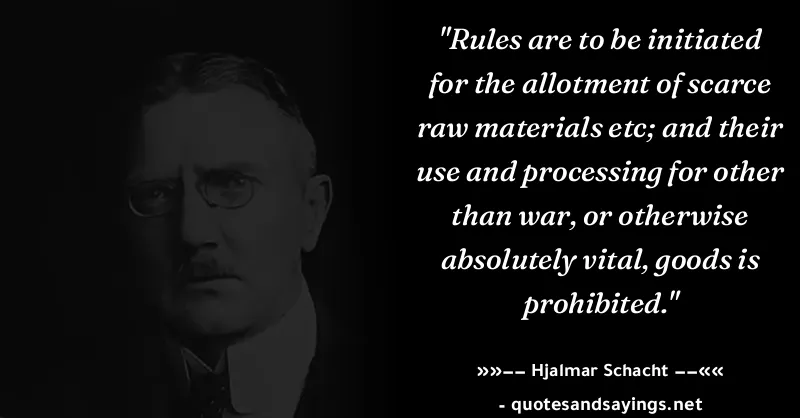 "Rules are to be initiated
for the allotment of scarce
raw materials etc; and their
use and processing for other
than war, or otherwise
absolutely vital, goods is
prohibited."
»»–– Hjalmar Schacht ––««
- quotesandsayings.net